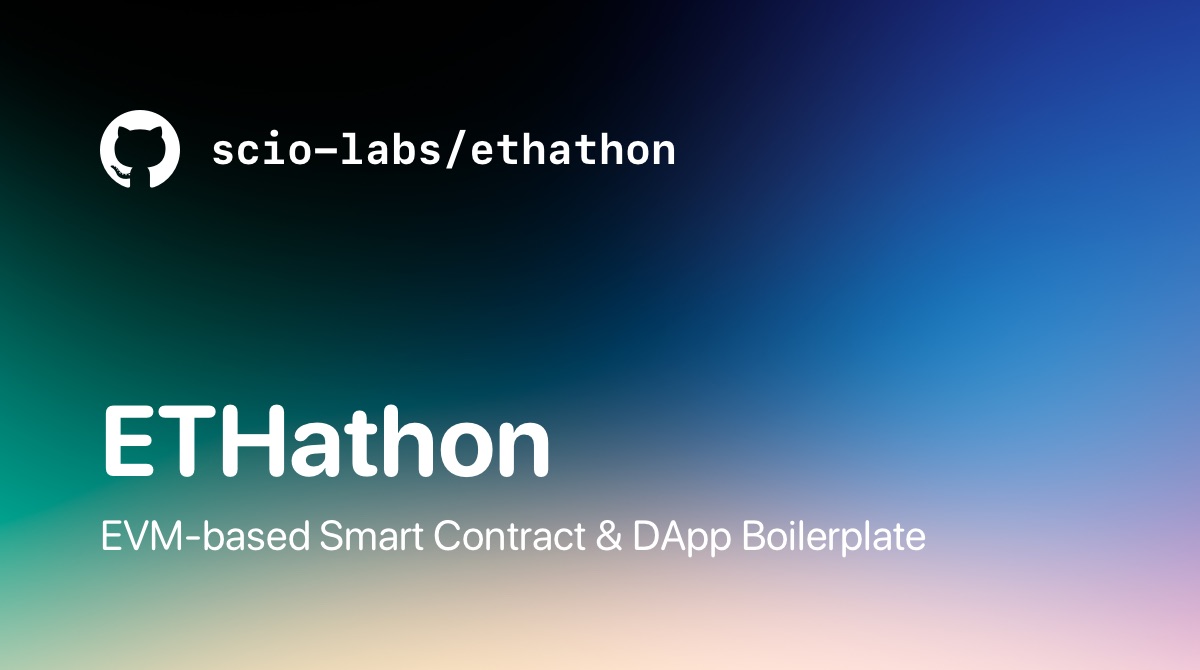 scio-labs/ethathon
ETHathon
EVM-based Smart Contract & DApp Boilerplate